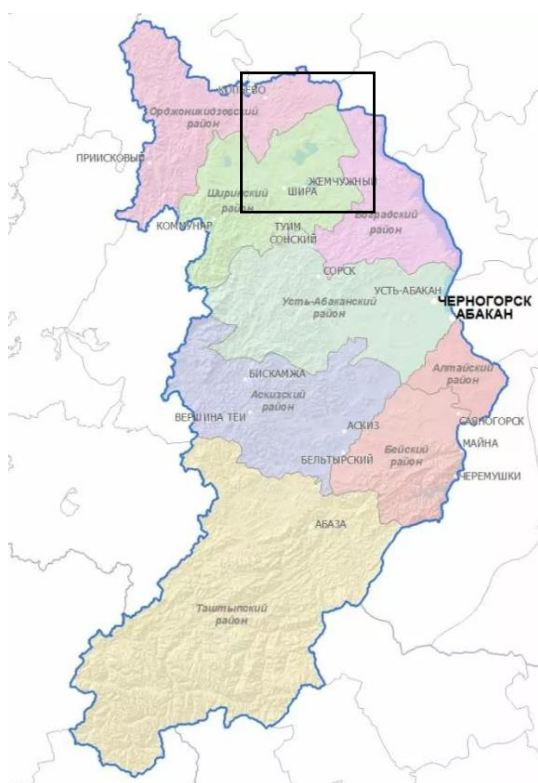 КОПЬЕВО
Орджоникидзевский
район
ПРИИСКОВЫЙ
ЖЕМЧУЖНЫЙ
ШИРА
Ширинский
район
КОММУНАР
ТУИМ
СОНСКИЙ
Боградский
район
СОРСК
УСТЬ-АБАКАН
ЧЕРНОГОРСК
АБАКАН
Усть-Абаканский
район
Алтайский
район
БИСКАМЖА
Аскизский
район
ВЕРШИНА ТЕИ
АСКИЗ
САЯНОГОРСК
МАЙНА
Бейский
район
БЕЛЬТЫРСКИЙ
ЧЕРЕМУШКИ
АБАЗА
Таштыпский
район